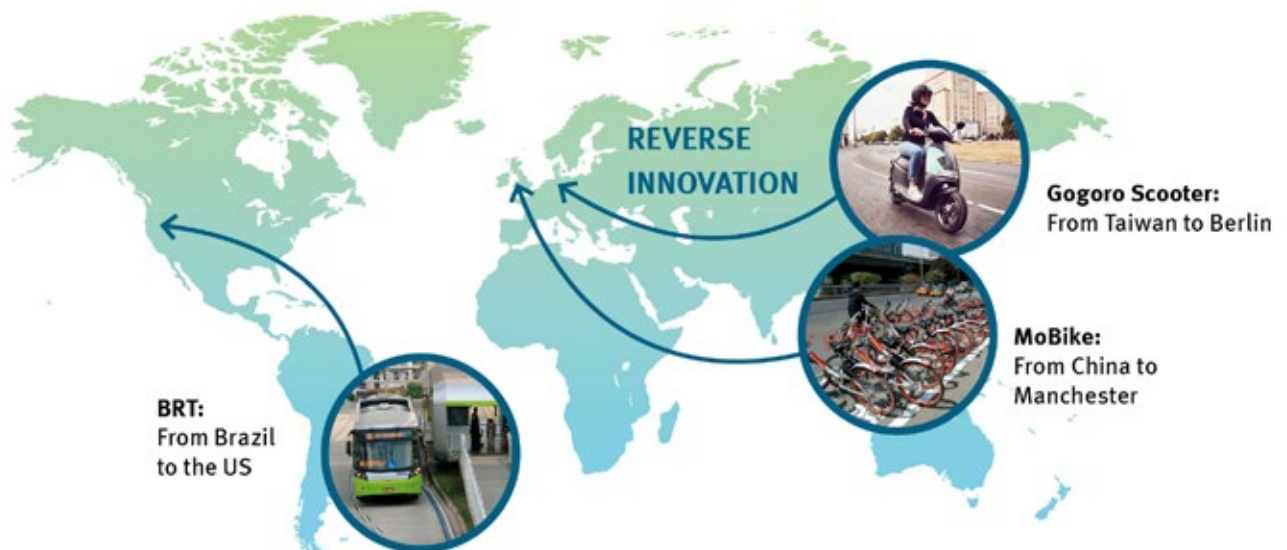 REVERSE
INNOVATION
Gogoro Scooter:
From Taiwan to Berlin
MoBike:
From China to
Manchester
BRT:
From Brazil
to the US